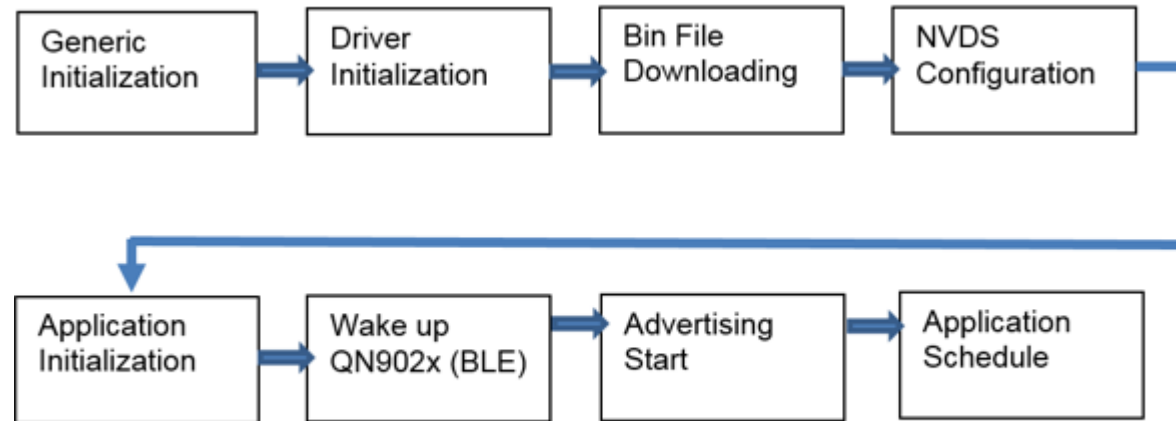 Generic
Initialization
Driver
Initialization
Bin File
Downloading
NVDS
Configuration
Application
Initialization
Wake up
QN902x (BLE)
Advertising
Start
Application
Schedule